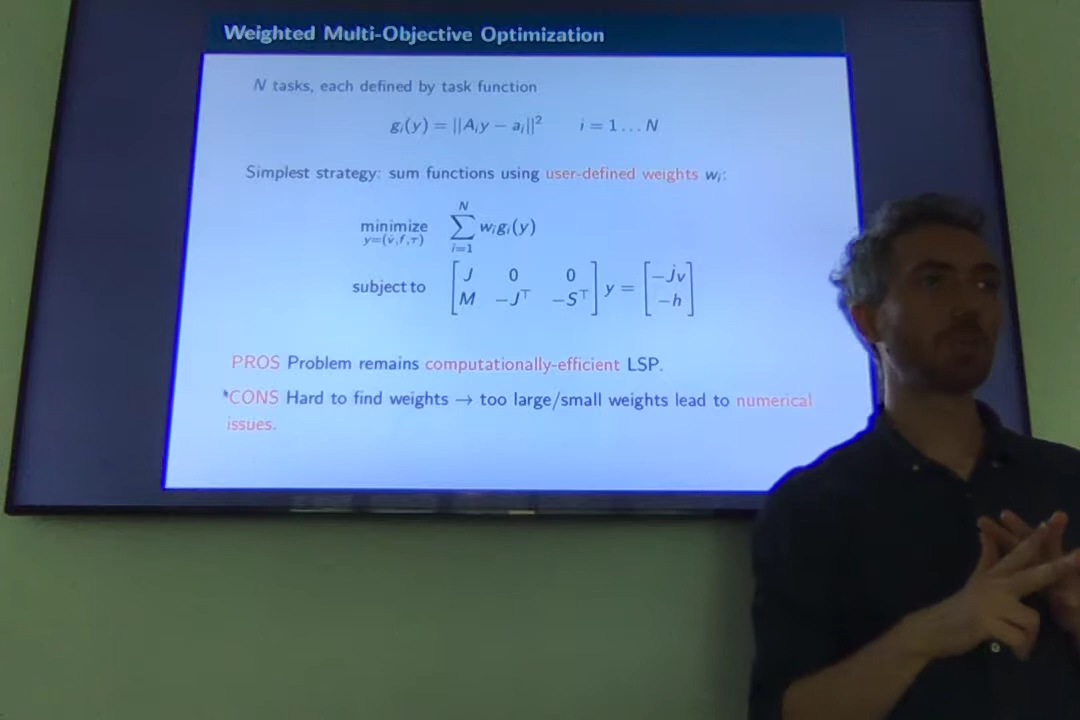 Weighted Multi-Objective Optimization
N tasks, each defined by task function
gᵢ(y) = ||Aᵢy − aᵢ||² i = 1 … N
Simplest strategy: sum functions using user-defined weights wᵢ:
N
minimize ∑ wᵢgᵢ(y)
y=(v̇,f,τ) i=1
subject to [J 0 0; M −Jᵀ −Sᵀ] y = [−J̇v; −h]
PROS Problem remains computationally-efficient LSP.
CONS Hard to find weights → too large/small weights lead to numerical
issues.